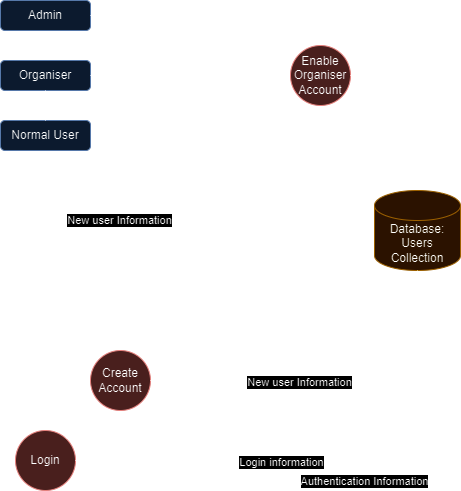 Admin
Enable
Organiser
Account
Organiser
Normal User
New user Information
Database:
Users
Collection
Create
Account
New user Information
Login
Login information
Authentication Information